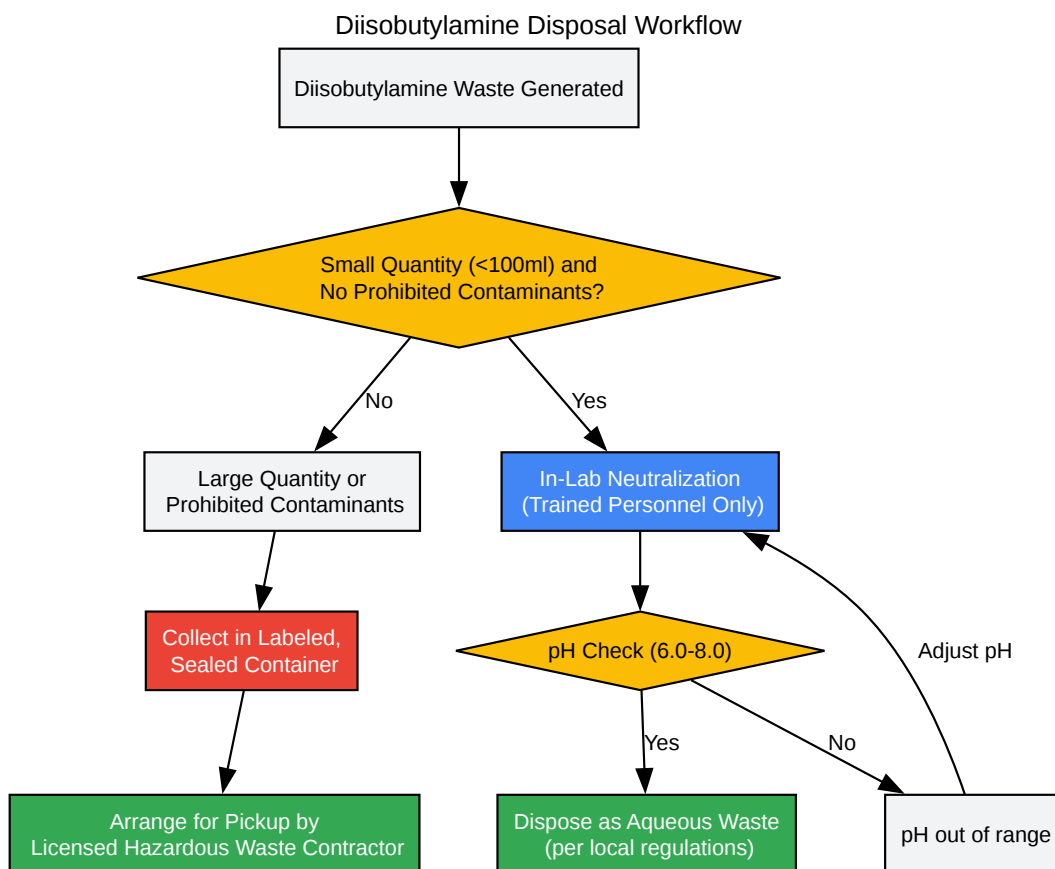 Diisobutylamine Disposal Workflow
Diisobutylamine Waste Generated
Small Quantity (<100ml) and
No Prohibited Contaminants?
No
Yes
Large Quantity or
Prohibited Contaminants
In-Lab Neutralization
(Trained Personnel Only)
Collect in Labeled,
Sealed Container
pH Check (6.0-8.0)
Adjust pH
Yes
No
Arrange for Pickup by
Licensed Hazardous Waste Contractor
Dispose as Aqueous Waste
(per local regulations)
pH out of range